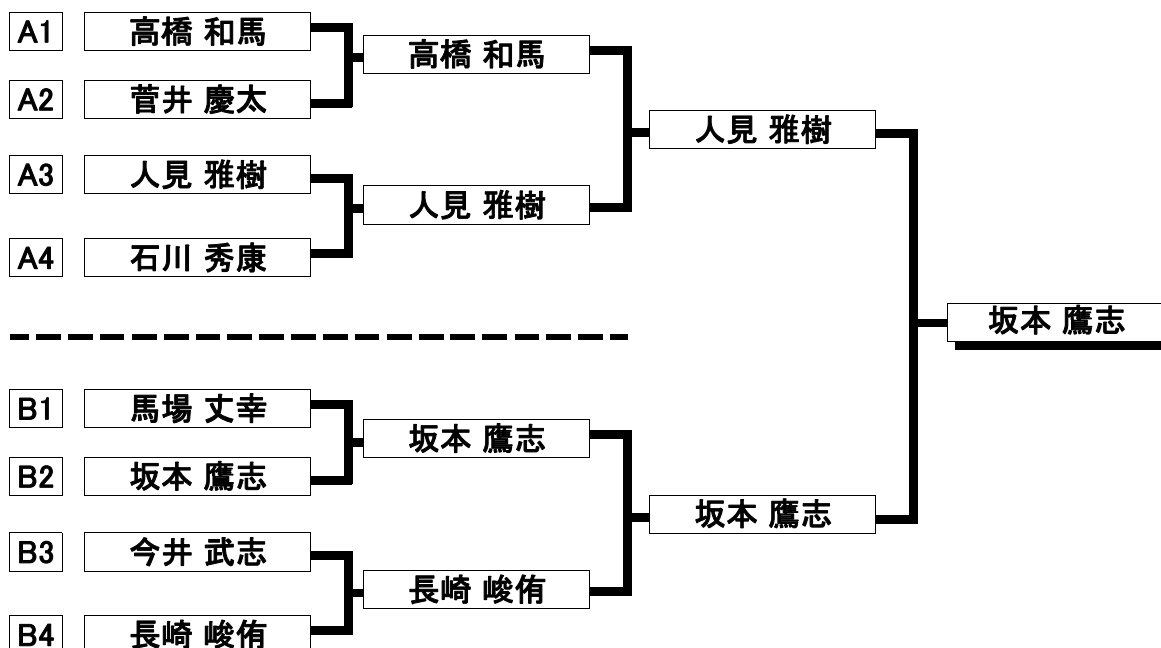 A1 高橋 和馬
高橋 和馬
A2 菅井 慶太
人見 雅樹
A3 人見 雅樹
人見 雅樹
A4 石川 秀康
坂本 鷹志
B1 馬場 丈幸
坂本 鷹志
B2 坂本 鷹志
坂本 鷹志
B3 今井 武志
長崎 峻侑
B4 長崎 峻侑